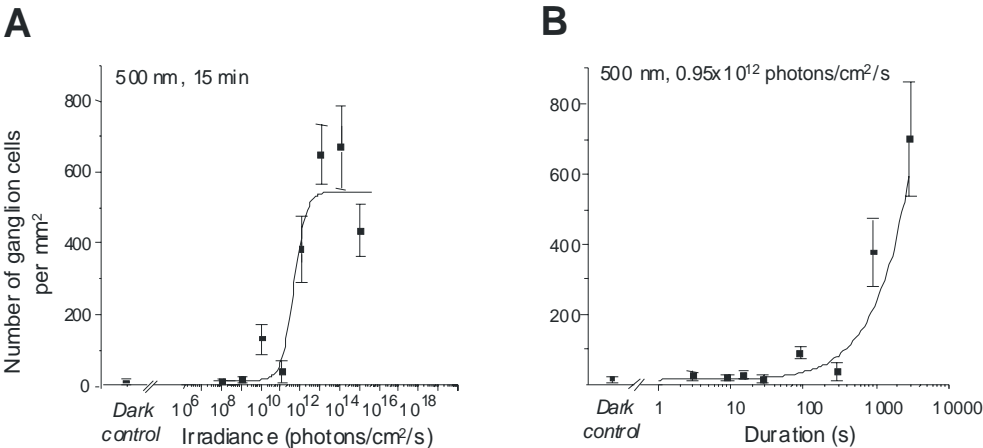 A
B
500 nm, 15 min
500 nm, 0.95x10¹² photons/cm²/s
Number of ganglion cells
per mm²
800
600
400
200
0
800
600
400
200
Dark
control
10⁶ 10⁸ 10¹⁰ 10¹² 10¹⁴ 10¹⁶ 10¹⁸
Irradiance (photons/cm²/s)
Dark
control
1 10 100 1000 10000
Duration (s)